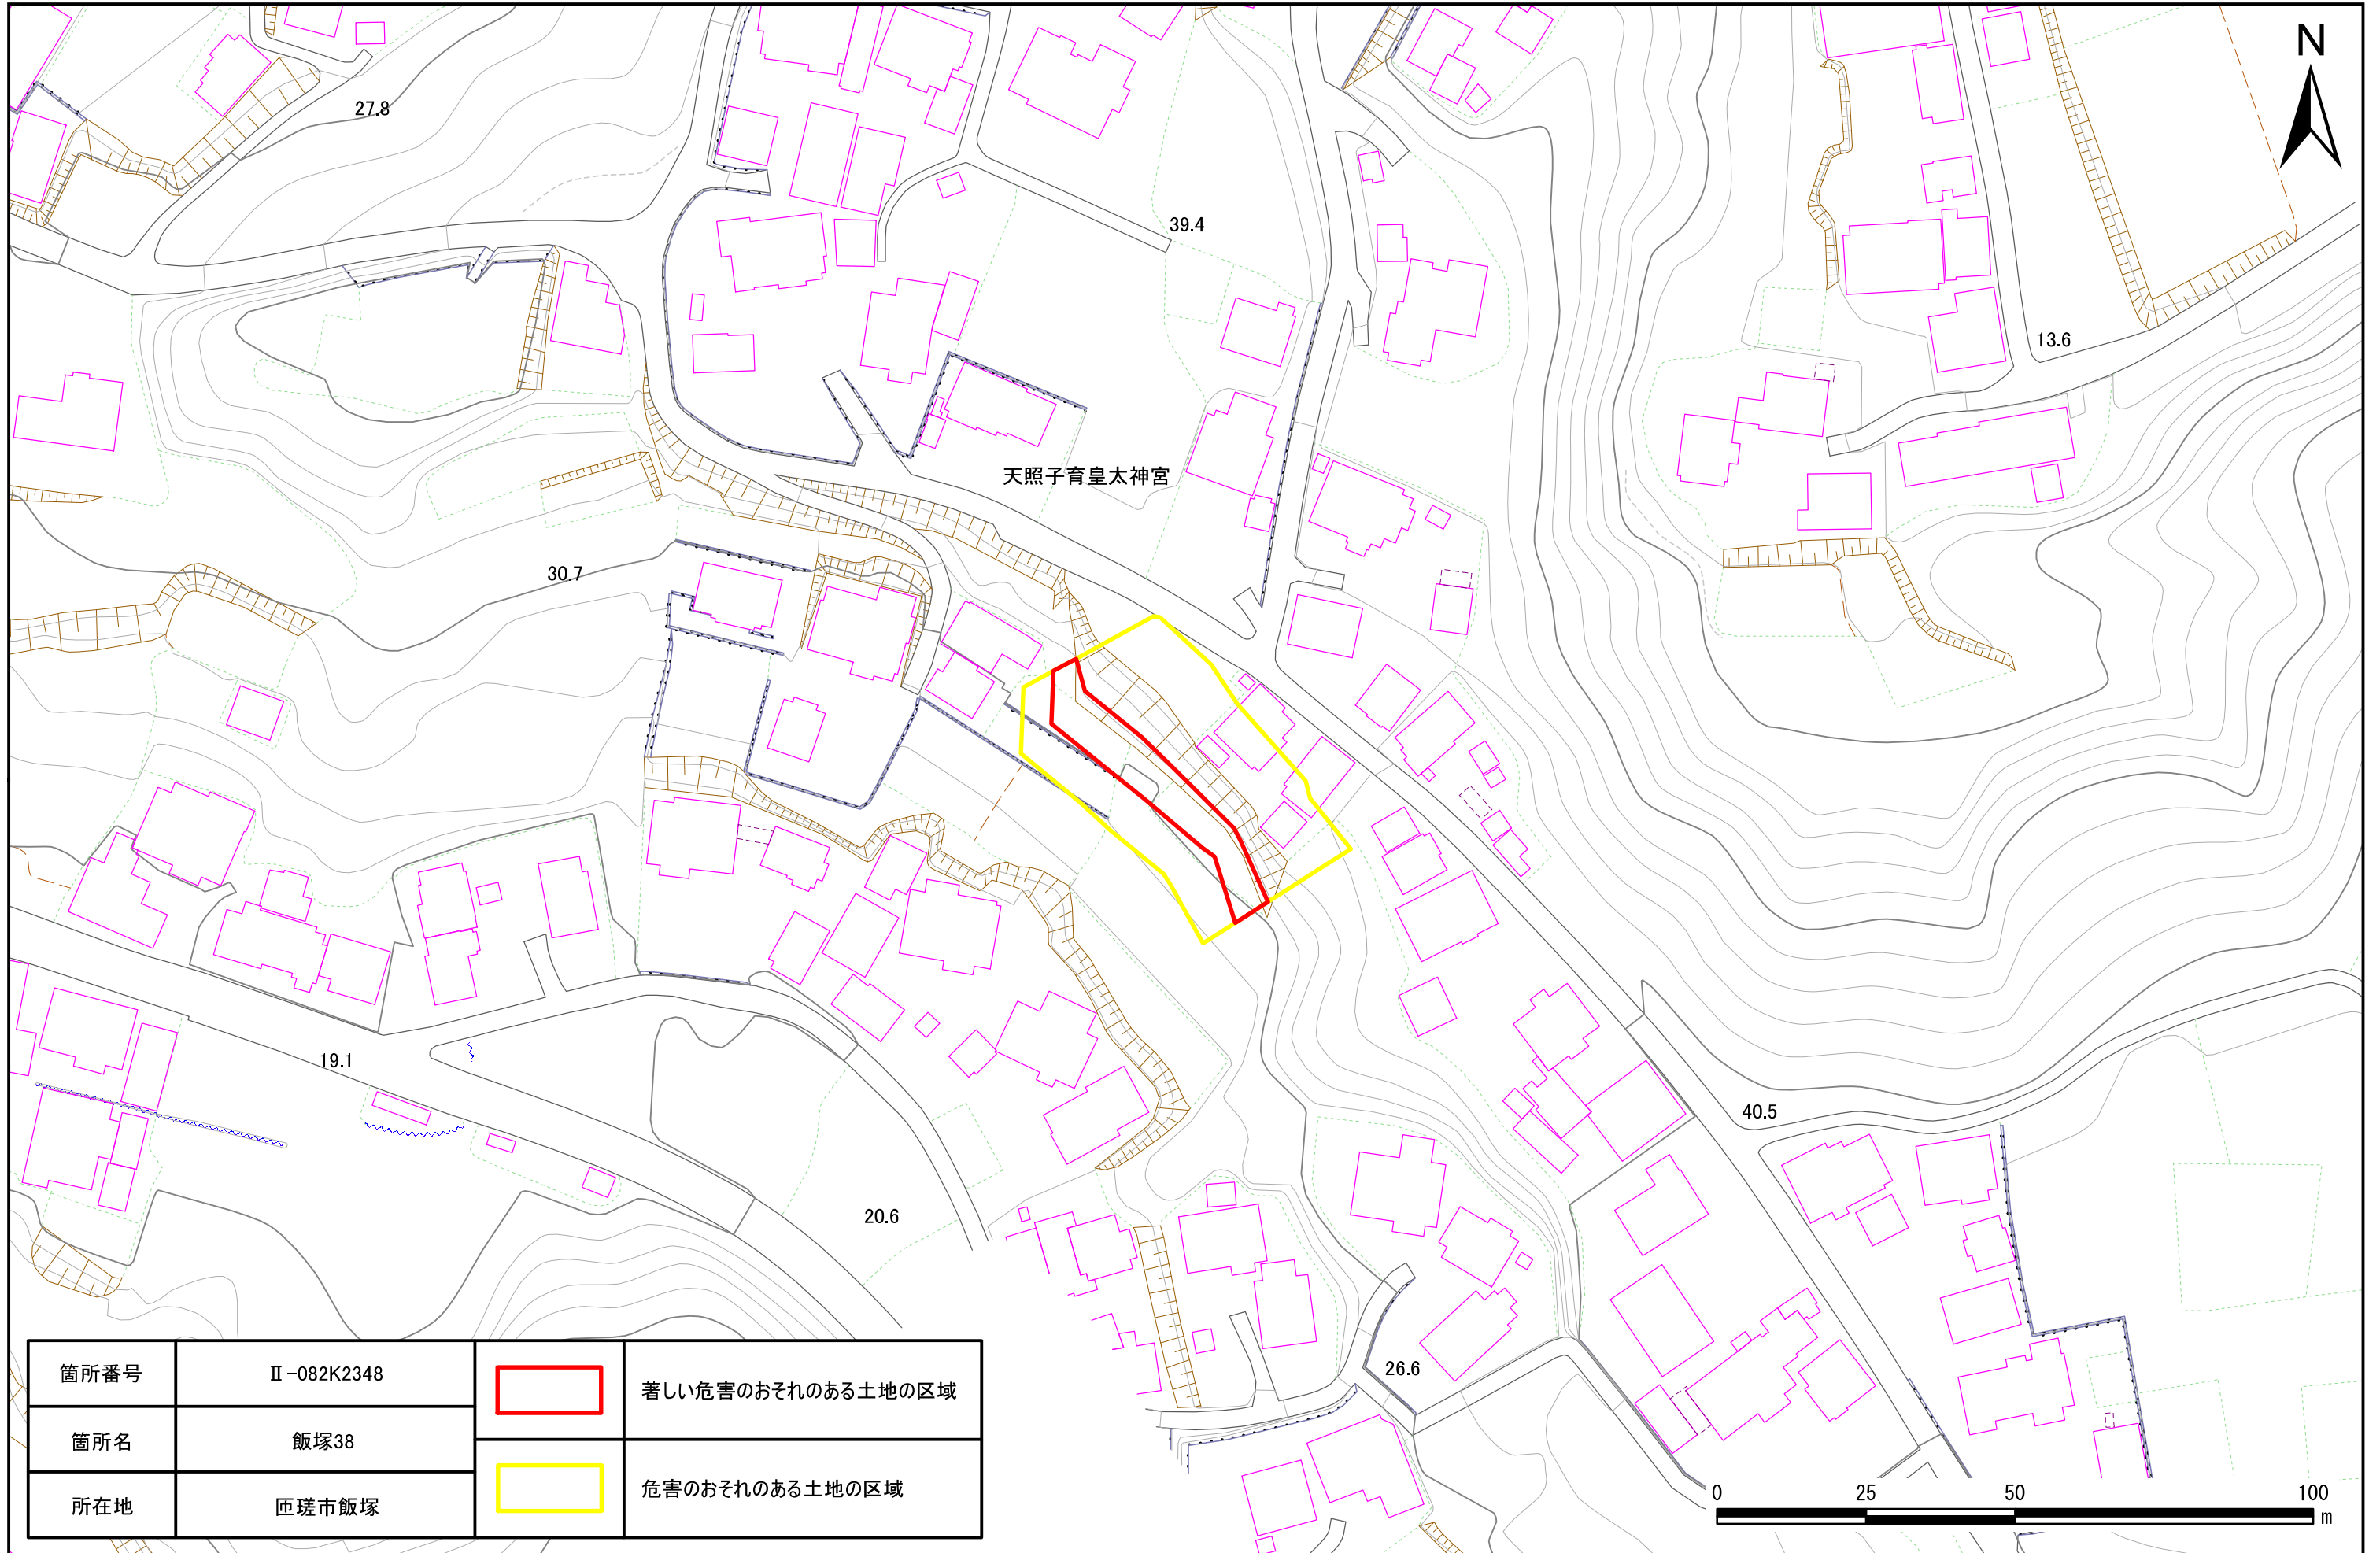 N
27.8
39.4
13.6
天照子育皇太神宮
30.7
19.1
40.5
20.6
26.6
箇所番号 Ⅱ-082K2348
箇所名 飯塚38
所在地 匝瑳市飯塚
著しい危害のおそれのある土地の区域
危害のおそれのある土地の区域
0 25 50 100
m